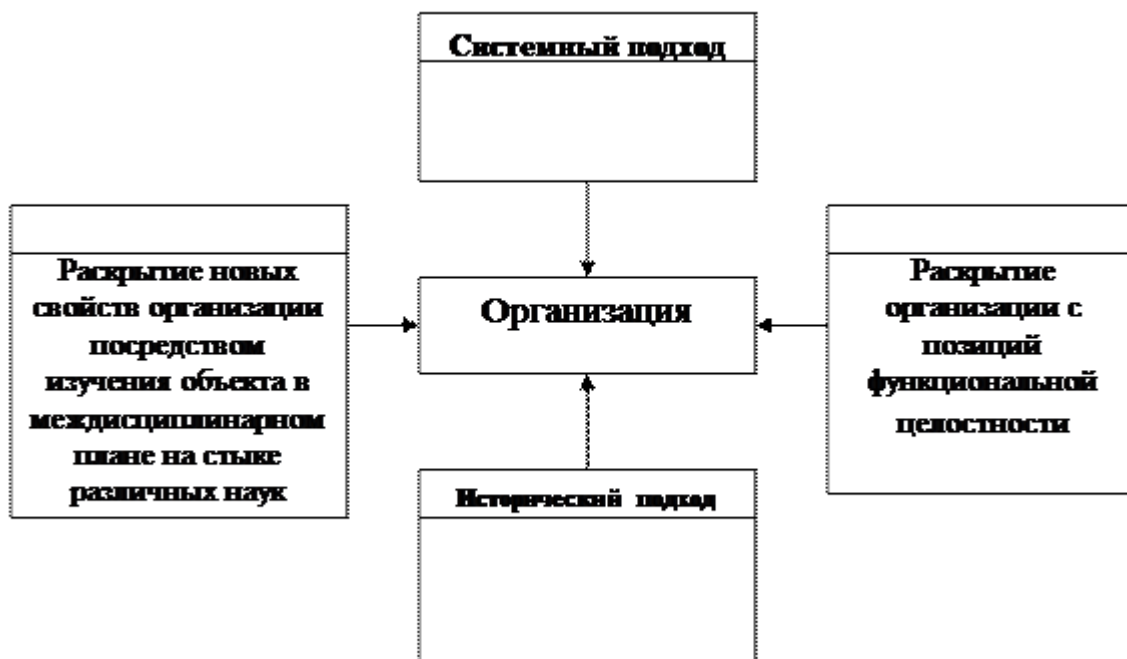 Системный подход
Раскрытие новых
свойств организации
посредством
изучения объекта в
междисциплинарном
плане на стыке
различных наук
Организация
Раскрытие
организации с
позиций
функциональной
целостности
Исторический подход